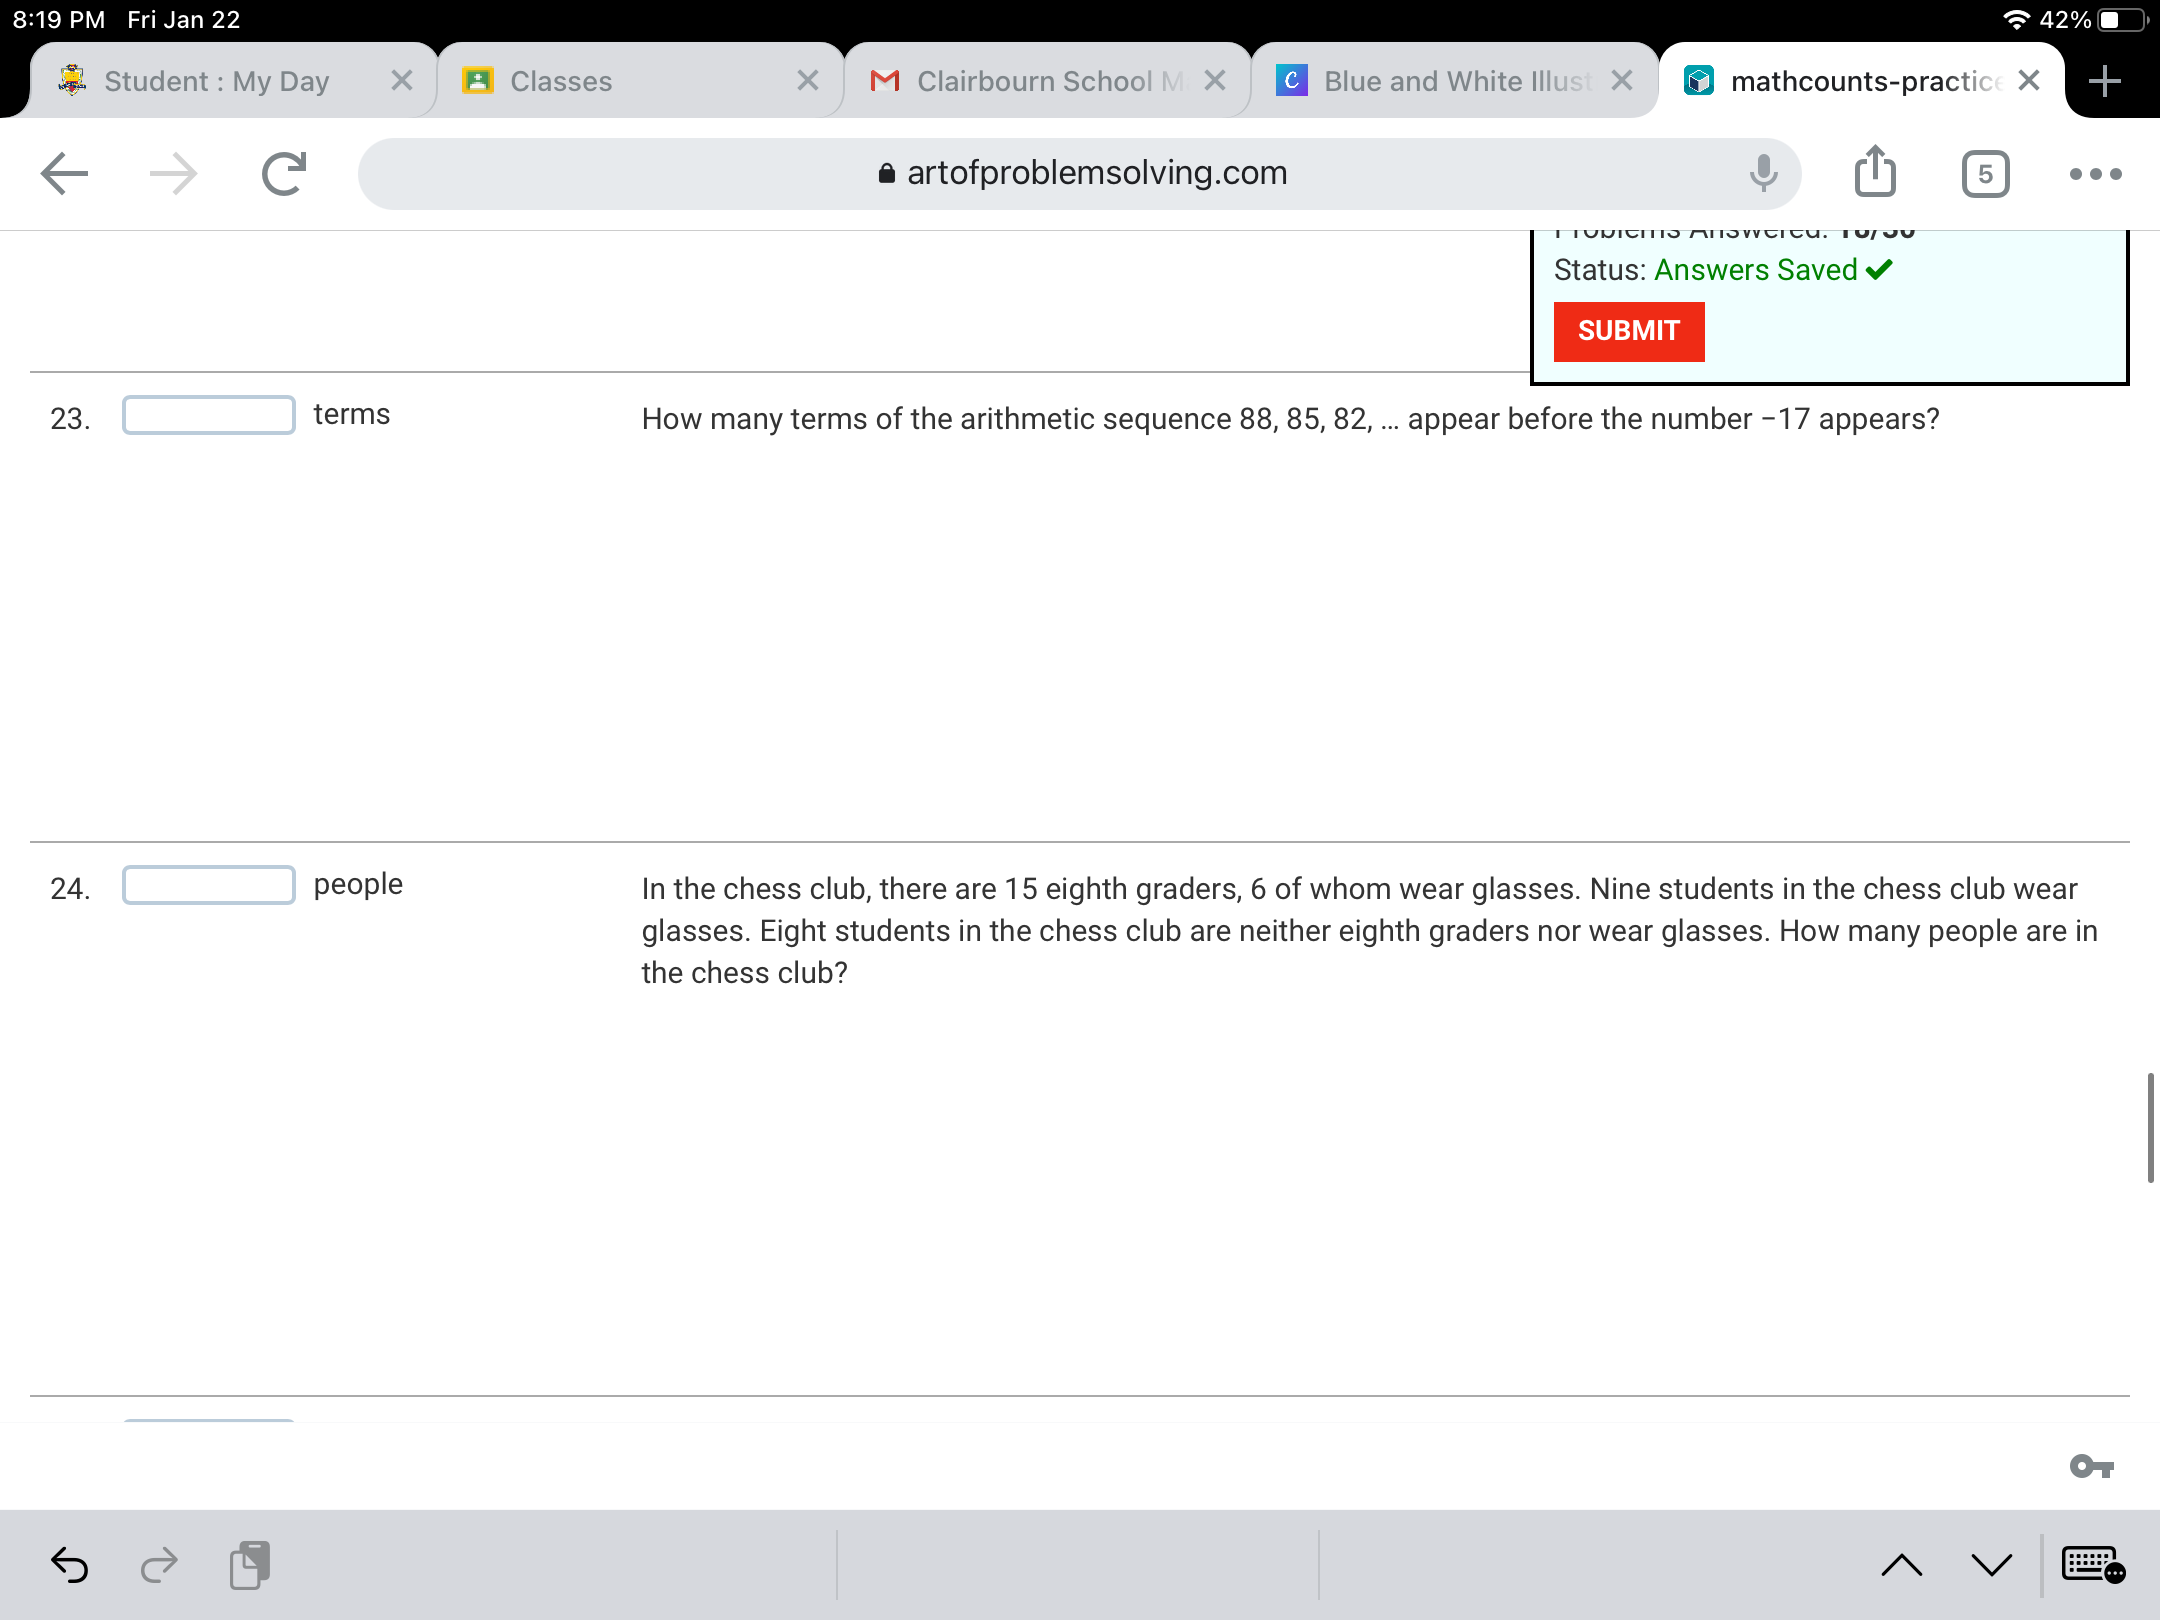 8:19 PM Fri Jan 22 42%
Student : My Day Classes Clairbourn School M Blue and White Illust mathcounts-practice
artofproblemsolving.com 5
Problems Answered: 18/30
Status: Answers Saved
SUBMIT
23. terms How many terms of the arithmetic sequence 88, 85, 82, ... appear before the number −17 appears?
24. people In the chess club, there are 15 eighth graders, 6 of whom wear glasses. Nine students in the chess club wear
glasses. Eight students in the chess club are neither eighth graders nor wear glasses. How many people are in
the chess club?